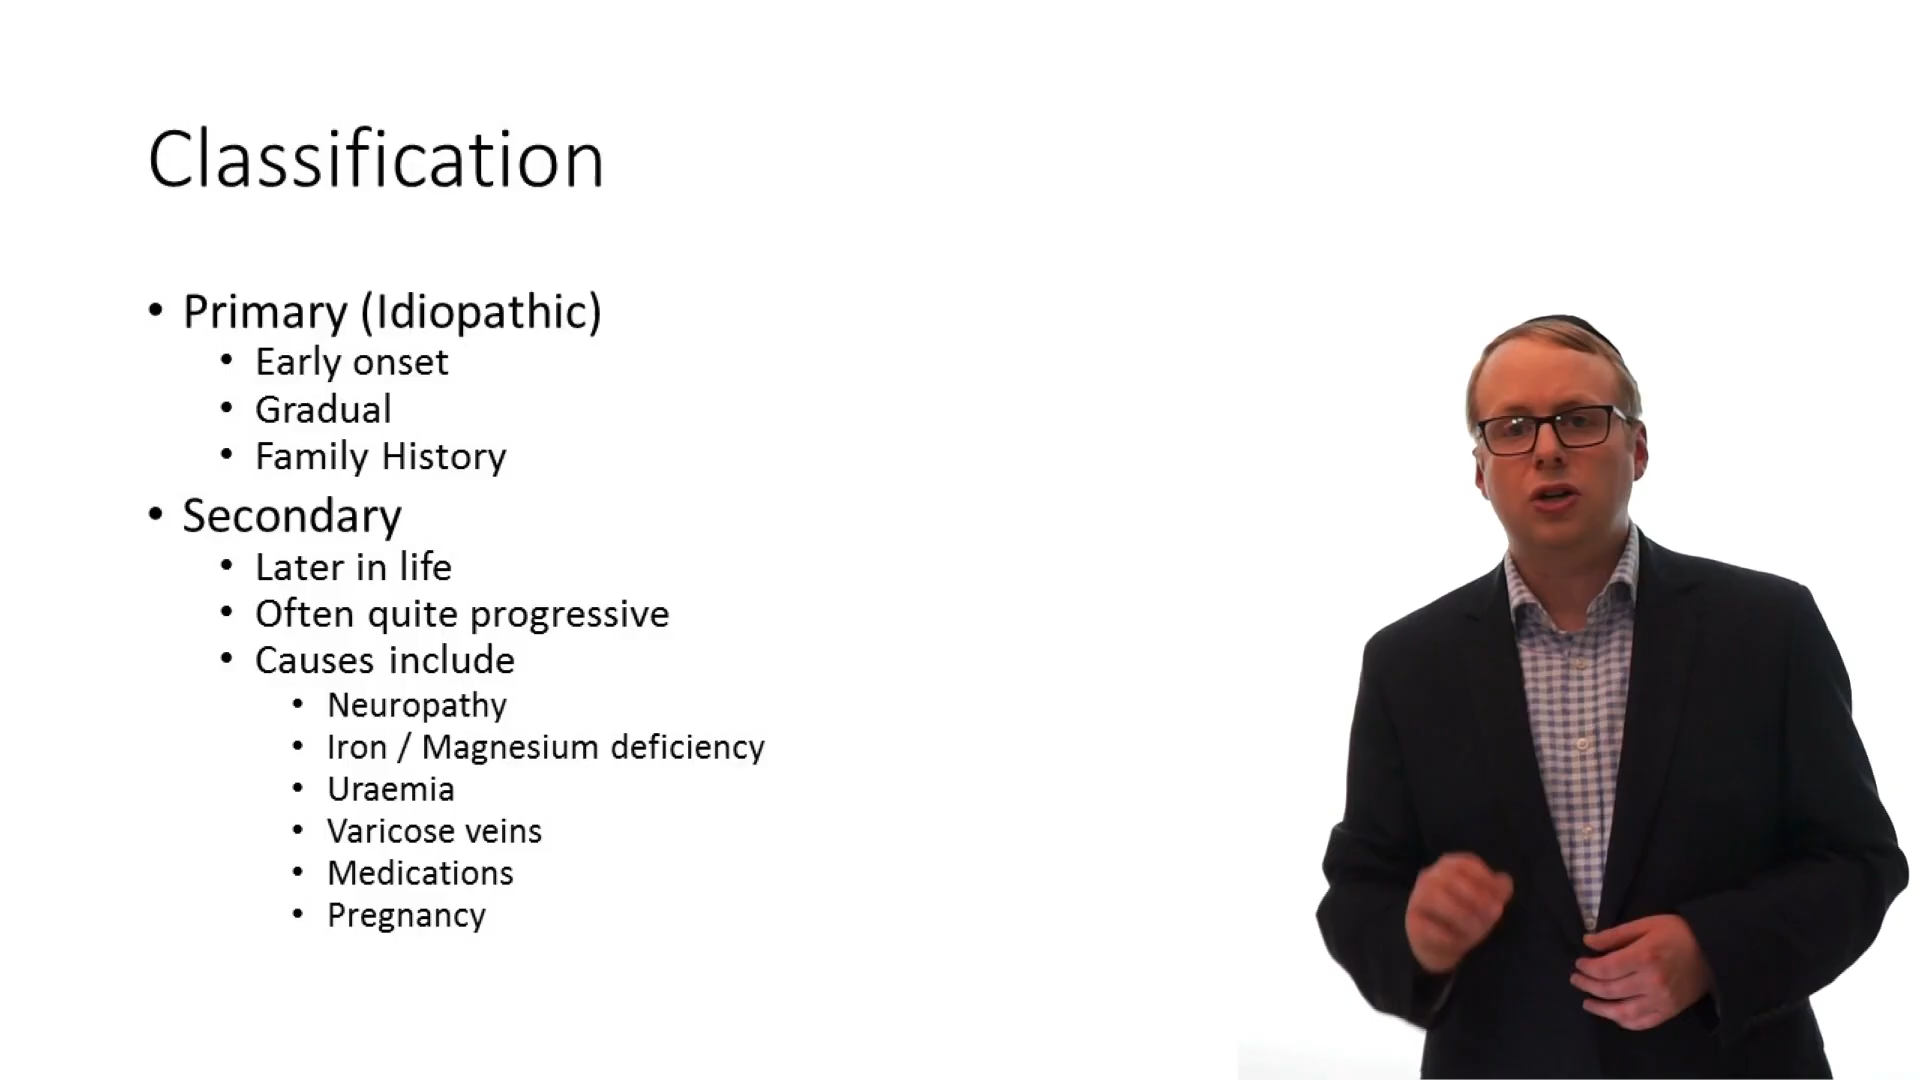 Classification
• Primary (Idiopathic)
• Early onset
• Gradual
• Family History
• Secondary
• Later in life
• Often quite progressive
• Causes include
• Neuropathy
• Iron / Magnesium deficiency
• Uraemia
• Varicose veins
• Medications
• Pregnancy